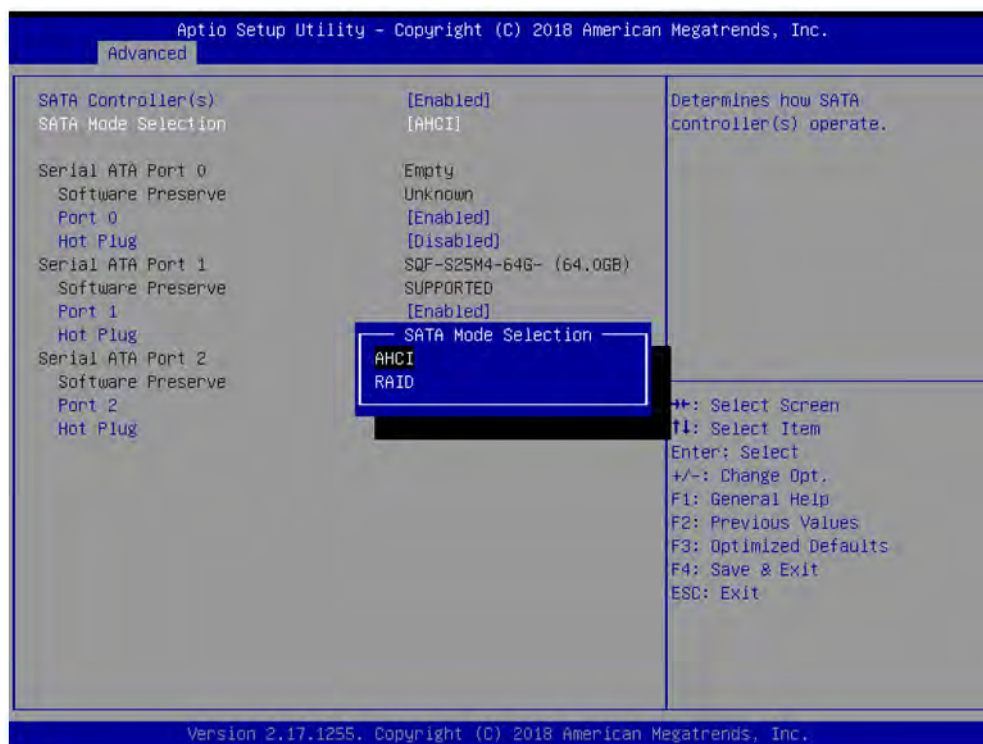 Aptio Setup Utility - Copyright (C) 2018 American Megatrends, Inc.
Advanced
SATA Controller(s) [Enabled]
SATA Mode Selection [AHCI]
Serial ATA Port 0 Empty
Software Preserve Unknown
Port 0 [Enabled]
Hot Plug [Disabled]
Serial ATA Port 1 SQF-S25M4-64G- (64.0GB)
Software Preserve SUPPORTED
Port 1 [Enabled]
Hot Plug
Serial ATA Port 2
Software Preserve
Port 2
Hot Plug
SATA Mode Selection
AHCI
RAID
Determines how SATA
controller(s) operate.
→←: Select Screen
↑↓: Select Item
Enter: Select
+/-: Change Opt.
F1: General Help
F2: Previous Values
F3: Optimized Defaults
F4: Save & Exit
ESC: Exit
Version 2.17.1255. Copyright (C) 2018 American Megatrends, Inc.